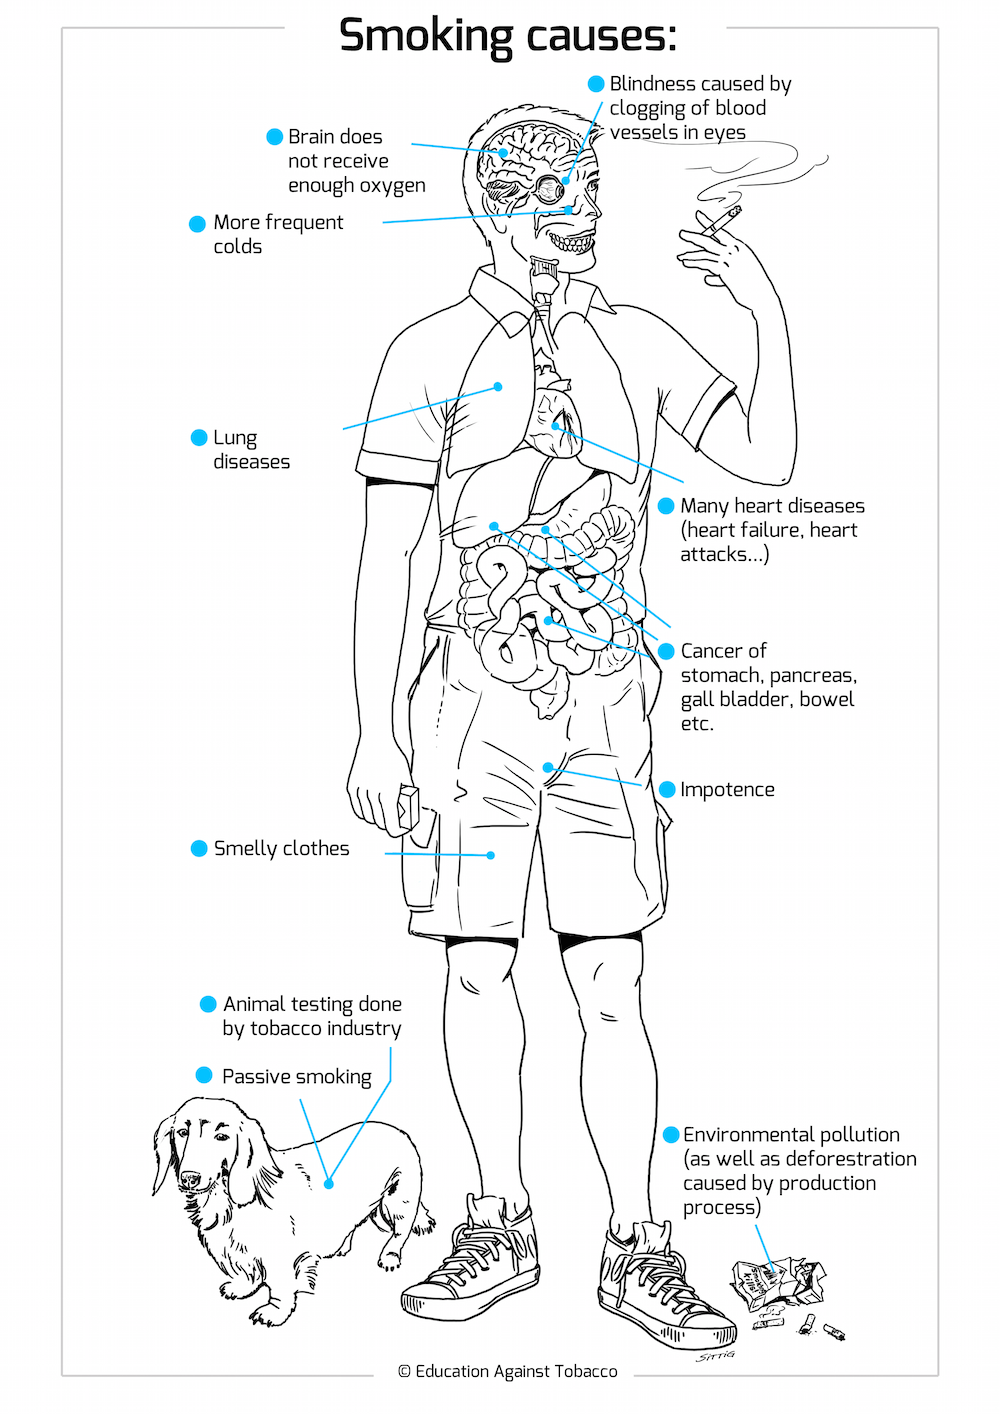 Smoking causes:
Blindness caused by
clogging of blood
vessels in eyes
Brain does
not receive
enough oxygen
More frequent
colds
Lung
diseases
Many heart diseases
(heart failure, heart
attacks...)
Cancer of
stomach, pancreas,
gall bladder, bowel
etc.
Impotence
Smelly clothes
Animal testing done
by tobacco industry
Passive smoking
Environmental pollution
(as well as deforestration
caused by production
process)
SITTIG
© Education Against Tobacco